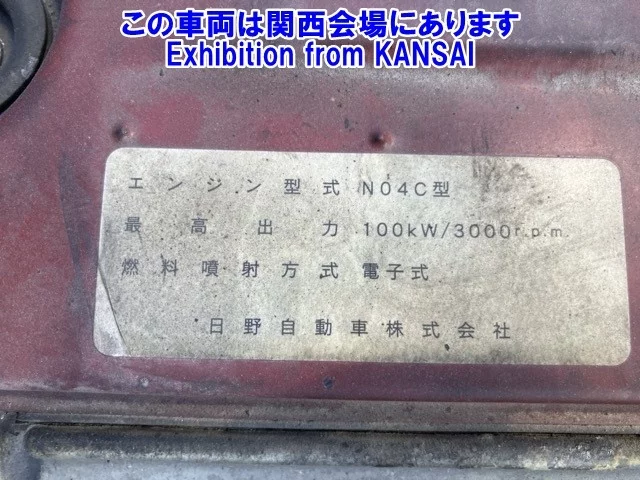 この車両は関西会場にあります
Exhibition from KANSAI
エンジン型式 N04C型
最高出力 100kW/3000r.p.m.
燃料噴射方式 電子式
日野自動車株式会社